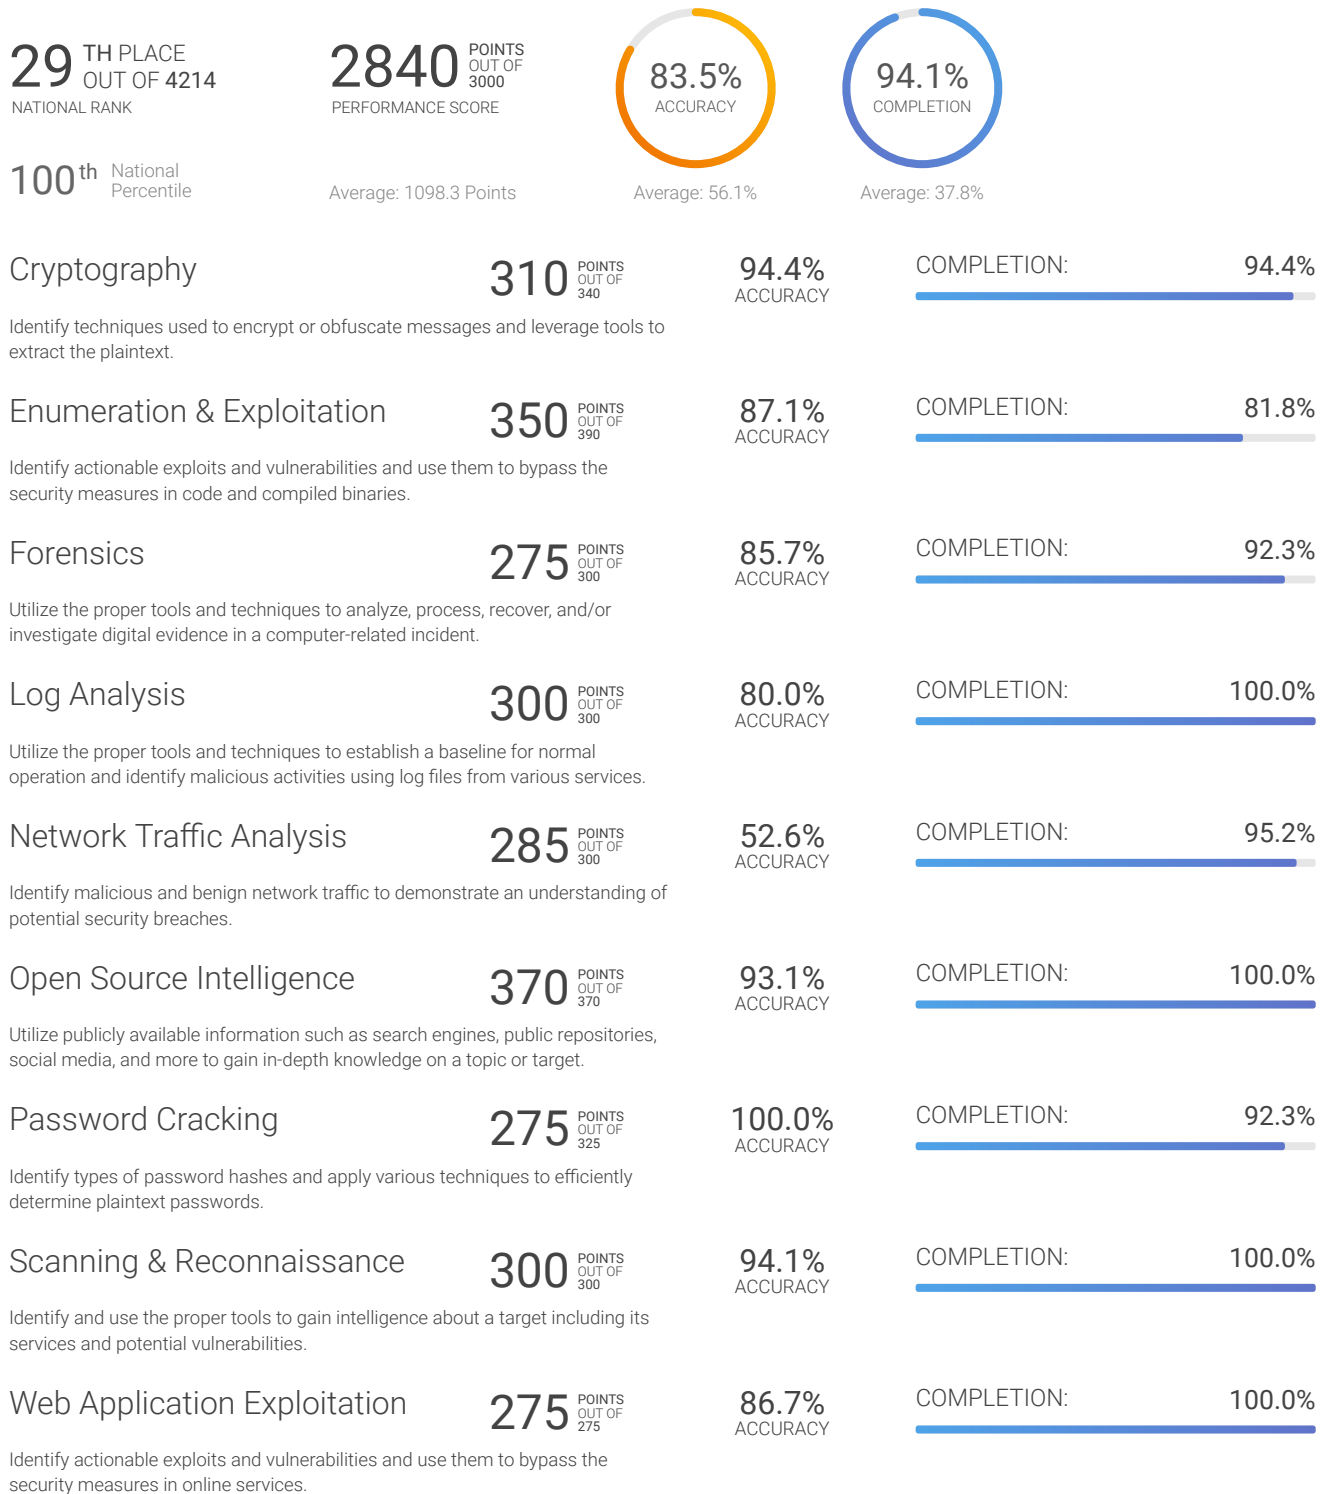 29 TH PLACE
OUT OF 4214
NATIONAL RANK
100th National
Percentile
2840 POINTS
OUT OF
3000
PERFORMANCE SCORE
Average: 1098.3 Points
83.5%
ACCURACY
Average: 56.1%
94.1%
COMPLETION
Average: 37.8%
Cryptography
310 POINTS
OUT OF
340
94.4%
ACCURACY
COMPLETION: 94.4%
Identify techniques used to encrypt or obfuscate messages and leverage tools to
extract the plaintext.
Enumeration & Exploitation
350 POINTS
OUT OF
390
87.1%
ACCURACY
COMPLETION: 81.8%
Identify actionable exploits and vulnerabilities and use them to bypass the
security measures in code and compiled binaries.
Forensics
275 POINTS
OUT OF
300
85.7%
ACCURACY
COMPLETION: 92.3%
Utilize the proper tools and techniques to analyze, process, recover, and/or
investigate digital evidence in a computer-related incident.
Log Analysis
300 POINTS
OUT OF
300
80.0%
ACCURACY
COMPLETION: 100.0%
Utilize the proper tools and techniques to establish a baseline for normal
operation and identify malicious activities using log files from various services.
Network Traffic Analysis
285 POINTS
OUT OF
300
52.6%
ACCURACY
COMPLETION: 95.2%
Identify malicious and benign network traffic to demonstrate an understanding of
potential security breaches.
Open Source Intelligence
370 POINTS
OUT OF
370
93.1%
ACCURACY
COMPLETION: 100.0%
Utilize publicly available information such as search engines, public repositories,
social media, and more to gain in-depth knowledge on a topic or target.
Password Cracking
275 POINTS
OUT OF
325
100.0%
ACCURACY
COMPLETION: 92.3%
Identify types of password hashes and apply various techniques to efficiently
determine plaintext passwords.
Scanning & Reconnaissance
300 POINTS
OUT OF
300
94.1%
ACCURACY
COMPLETION: 100.0%
Identify and use the proper tools to gain intelligence about a target including its
services and potential vulnerabilities.
Web Application Exploitation
275 POINTS
OUT OF
275
86.7%
ACCURACY
COMPLETION: 100.0%
Identify actionable exploits and vulnerabilities and use them to bypass the
security measures in online services.